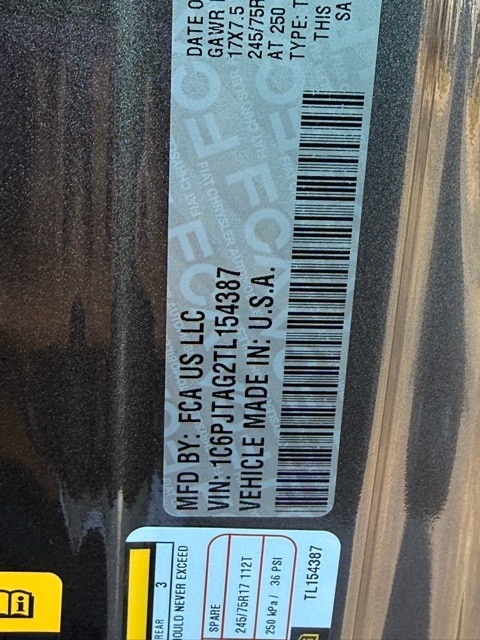 MFD BY: FCA US LLC
VIN: 1C6PJTAG2TL154387
VEHICLE MADE IN: U.S.A.
DATE O
GAWR
17X7.5
245/75R
AT 250
TYPE: T
THIS
SA
REAR 3
OULD NEVER EXCEED
SPARE
245/75R17 112T
250 kPa / 36 PSI
TL154387